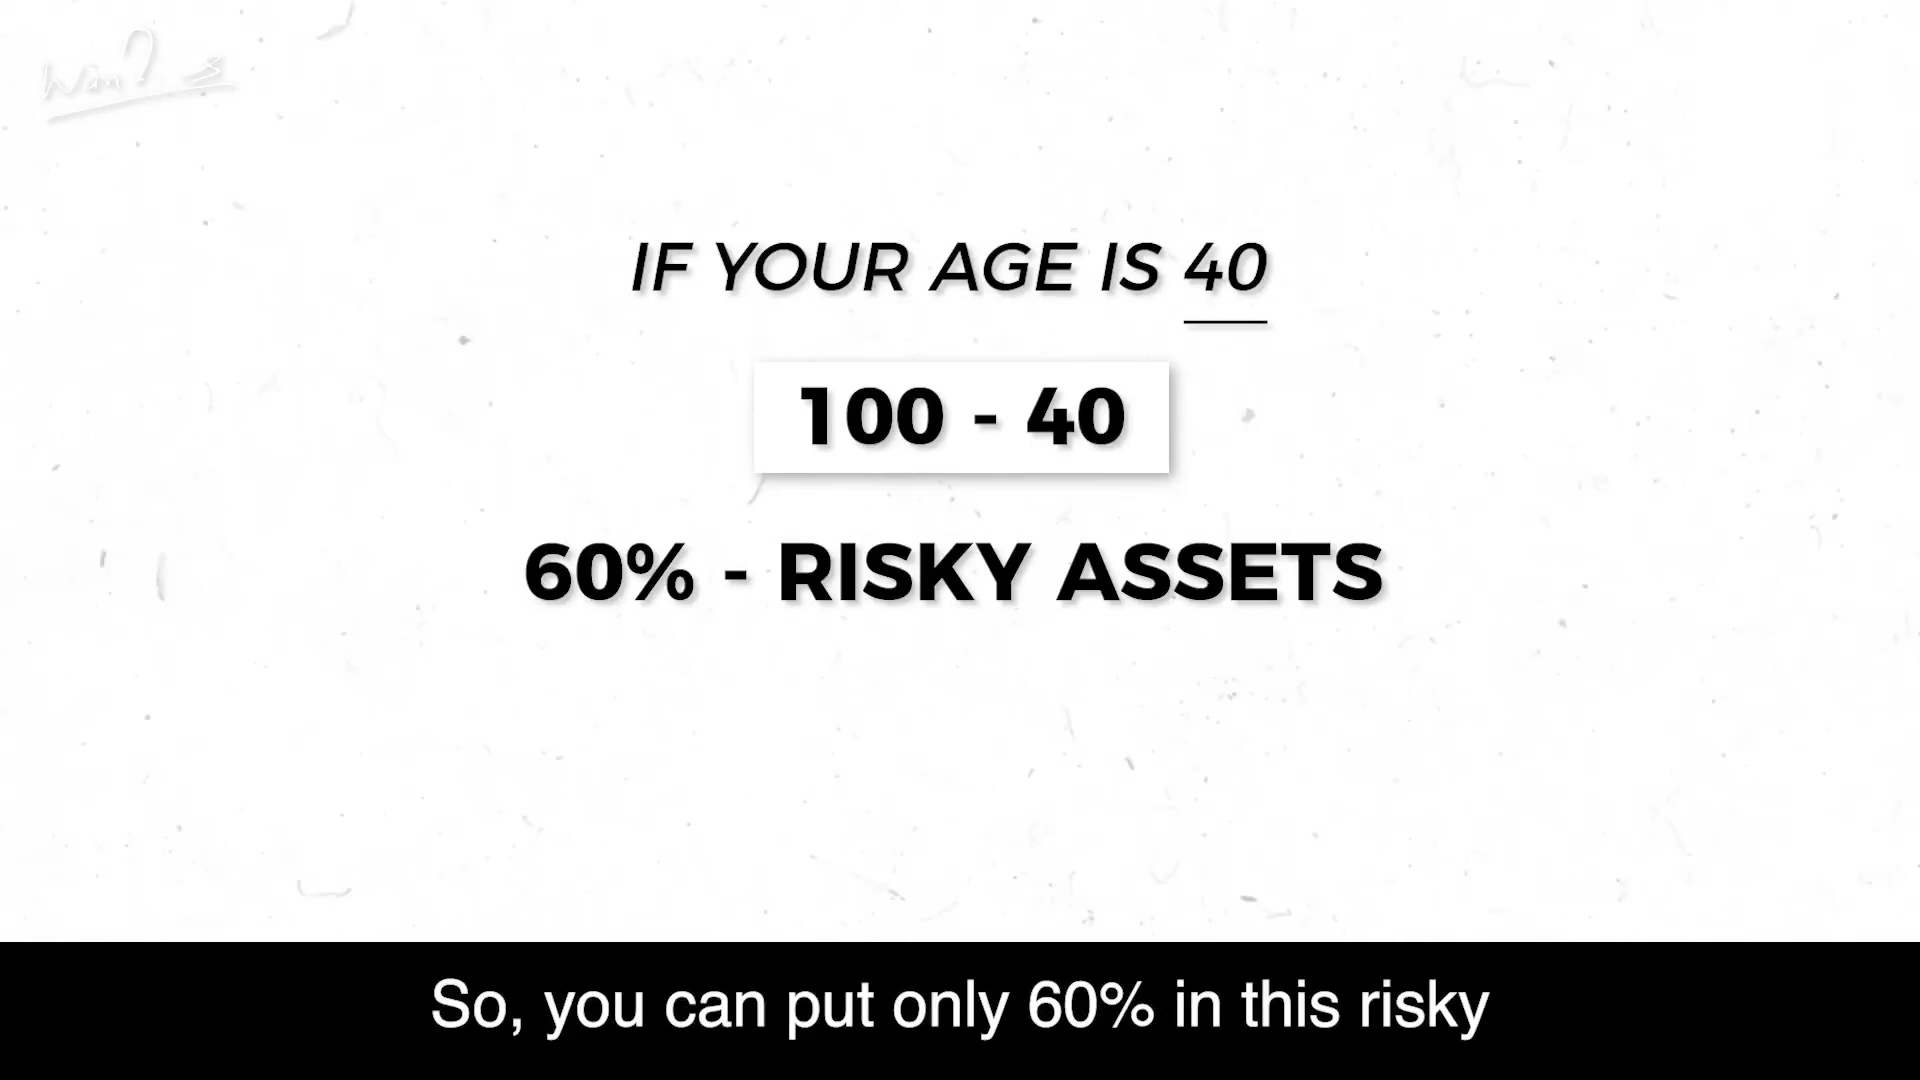 IF YOUR AGE IS 40
100 - 40
60% - RISKY ASSETS
So, you can put only 60% in this risky